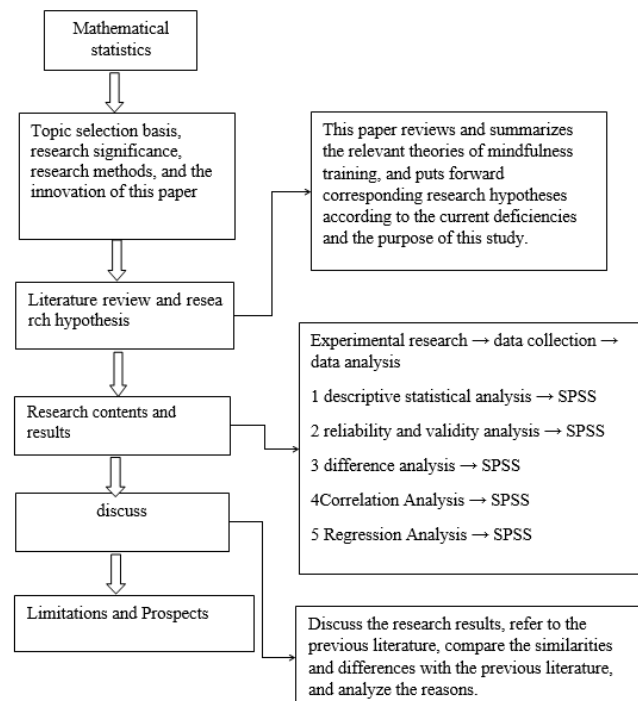 Mathematical
statistics
Topic selection basis,
research significance,
research methods, and the
innovation of this paper
This paper reviews and summarizes
the relevant theories of mindfulness
training, and puts forward
corresponding research hypotheses
according to the current deficiencies
and the purpose of this study.
Literature review and resea
rch hypothesis
Experimental research → data collection →
data analysis
1 descriptive statistical analysis → SPSS
2 reliability and validity analysis → SPSS
3 difference analysis → SPSS
4Correlation Analysis → SPSS
5 Regression Analysis → SPSS
Research contents and
results
discuss
Limitations and Prospects
Discuss the research results, refer to the
previous literature, compare the similarities
and differences with the previous literature,
and analyze the reasons.